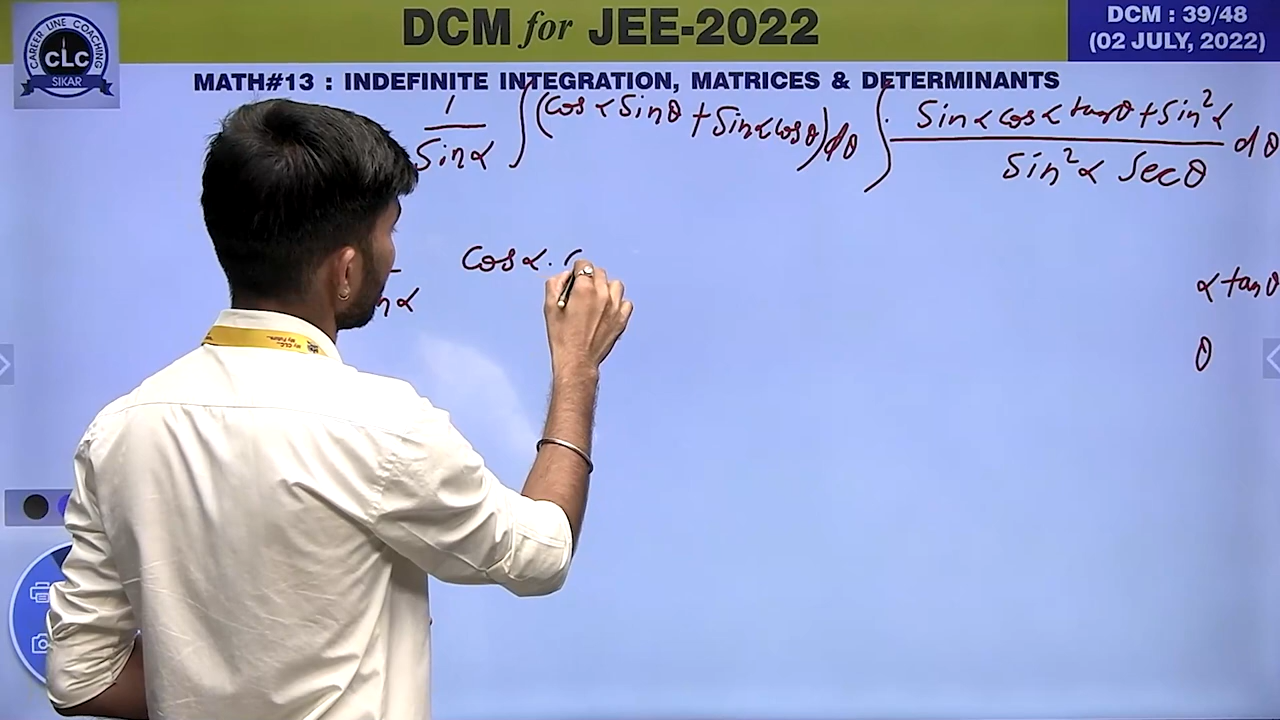 DCM for JEE-2022
DCM : 39/48
(02 JULY, 2022)
CAREER LINE COACHING
CLC
SIKAR
MATH#13 : INDEFINITE INTEGRATION, MATRICES & DETERMINANTS
1/Sinα ∫(cosα Sinθ + Sinα cosθ)dθ
∫ (Sinα cosα tanθ + Sin²α)/(Sin²α Secθ) dθ
cosα. c
nα
α tanθ
θ